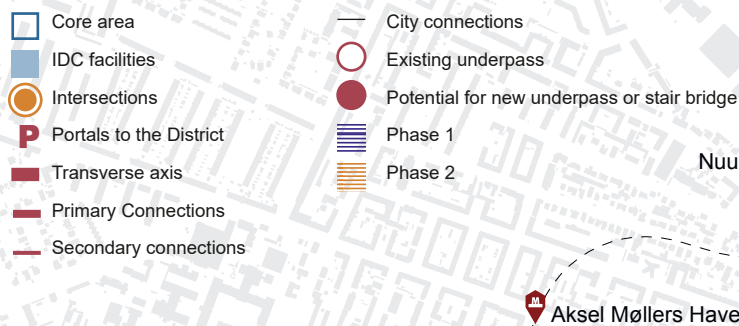 Core area
IDC facilities
Intersections
P Portals to the District
Transverse axis
Primary Connections
Secondary connections
City connections
Existing underpass
Potential for new underpass or stair bridge
Phase 1
Phase 2
Nuu
M
Aksel Møllers Have